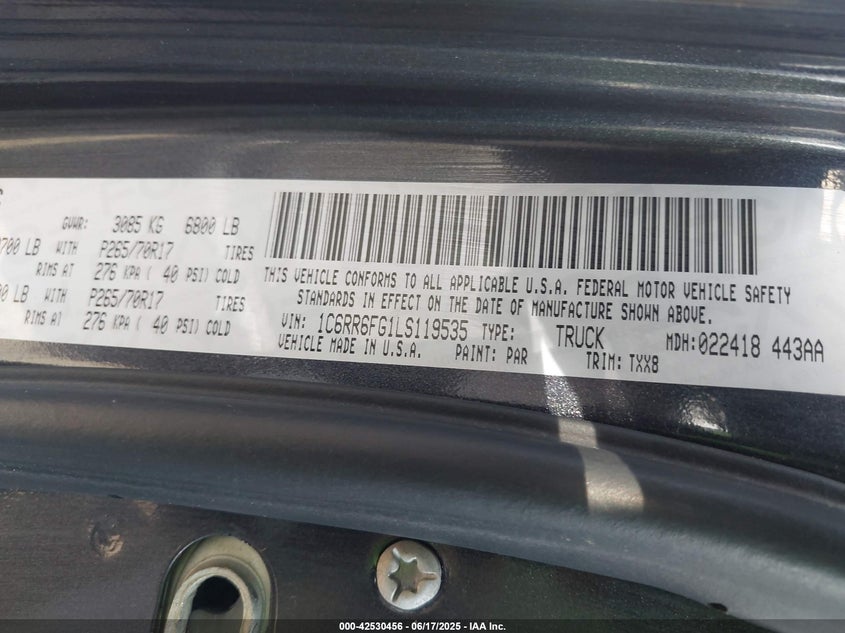 GVWR: 3085 KG 6800 LB
700 LB WITH P265/70R17 TIRES
RIMS AT 276 KPA ( 40 PSI) COLD
00 LB WITH P265/70R17 TIRES
RIMS AT 276 KPA ( 40 PSI) COLD
THIS VEHICLE CONFORMS TO ALL APPLICABLE U.S.A. FEDERAL MOTOR VEHICLE SAFETY
STANDARDS IN EFFECT ON THE DATE OF MANUFACTURE SHOWN ABOVE.
VIN: 1C6RR6FG1LS119535 TYPE: TRUCK MDH:022418 443AA
VEHICLE MADE IN U.S.A. PAINT: PAR TRIM: TXX8
000-42530456 - 06/17/2025 - IAA Inc.